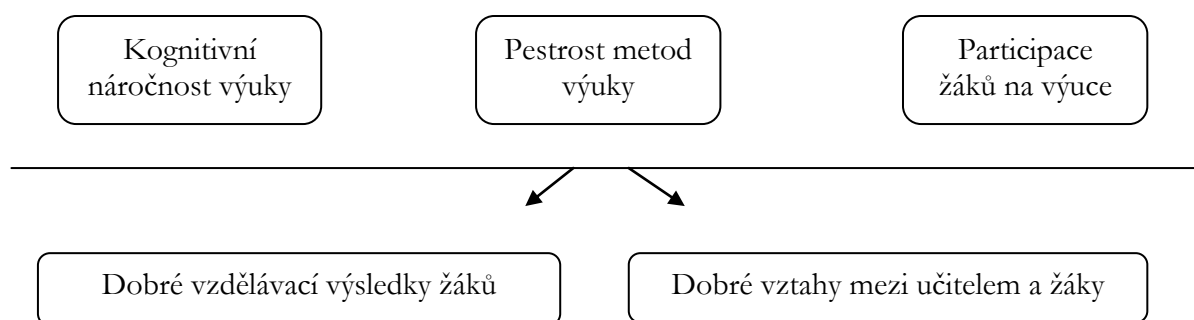 Kognitivní
náročnost výuky
Pestrost metod
výuky
Participace
žáků na výuce
Dobré vzdělávací výsledky žáků
Dobré vztahy mezi učitelem a žáky